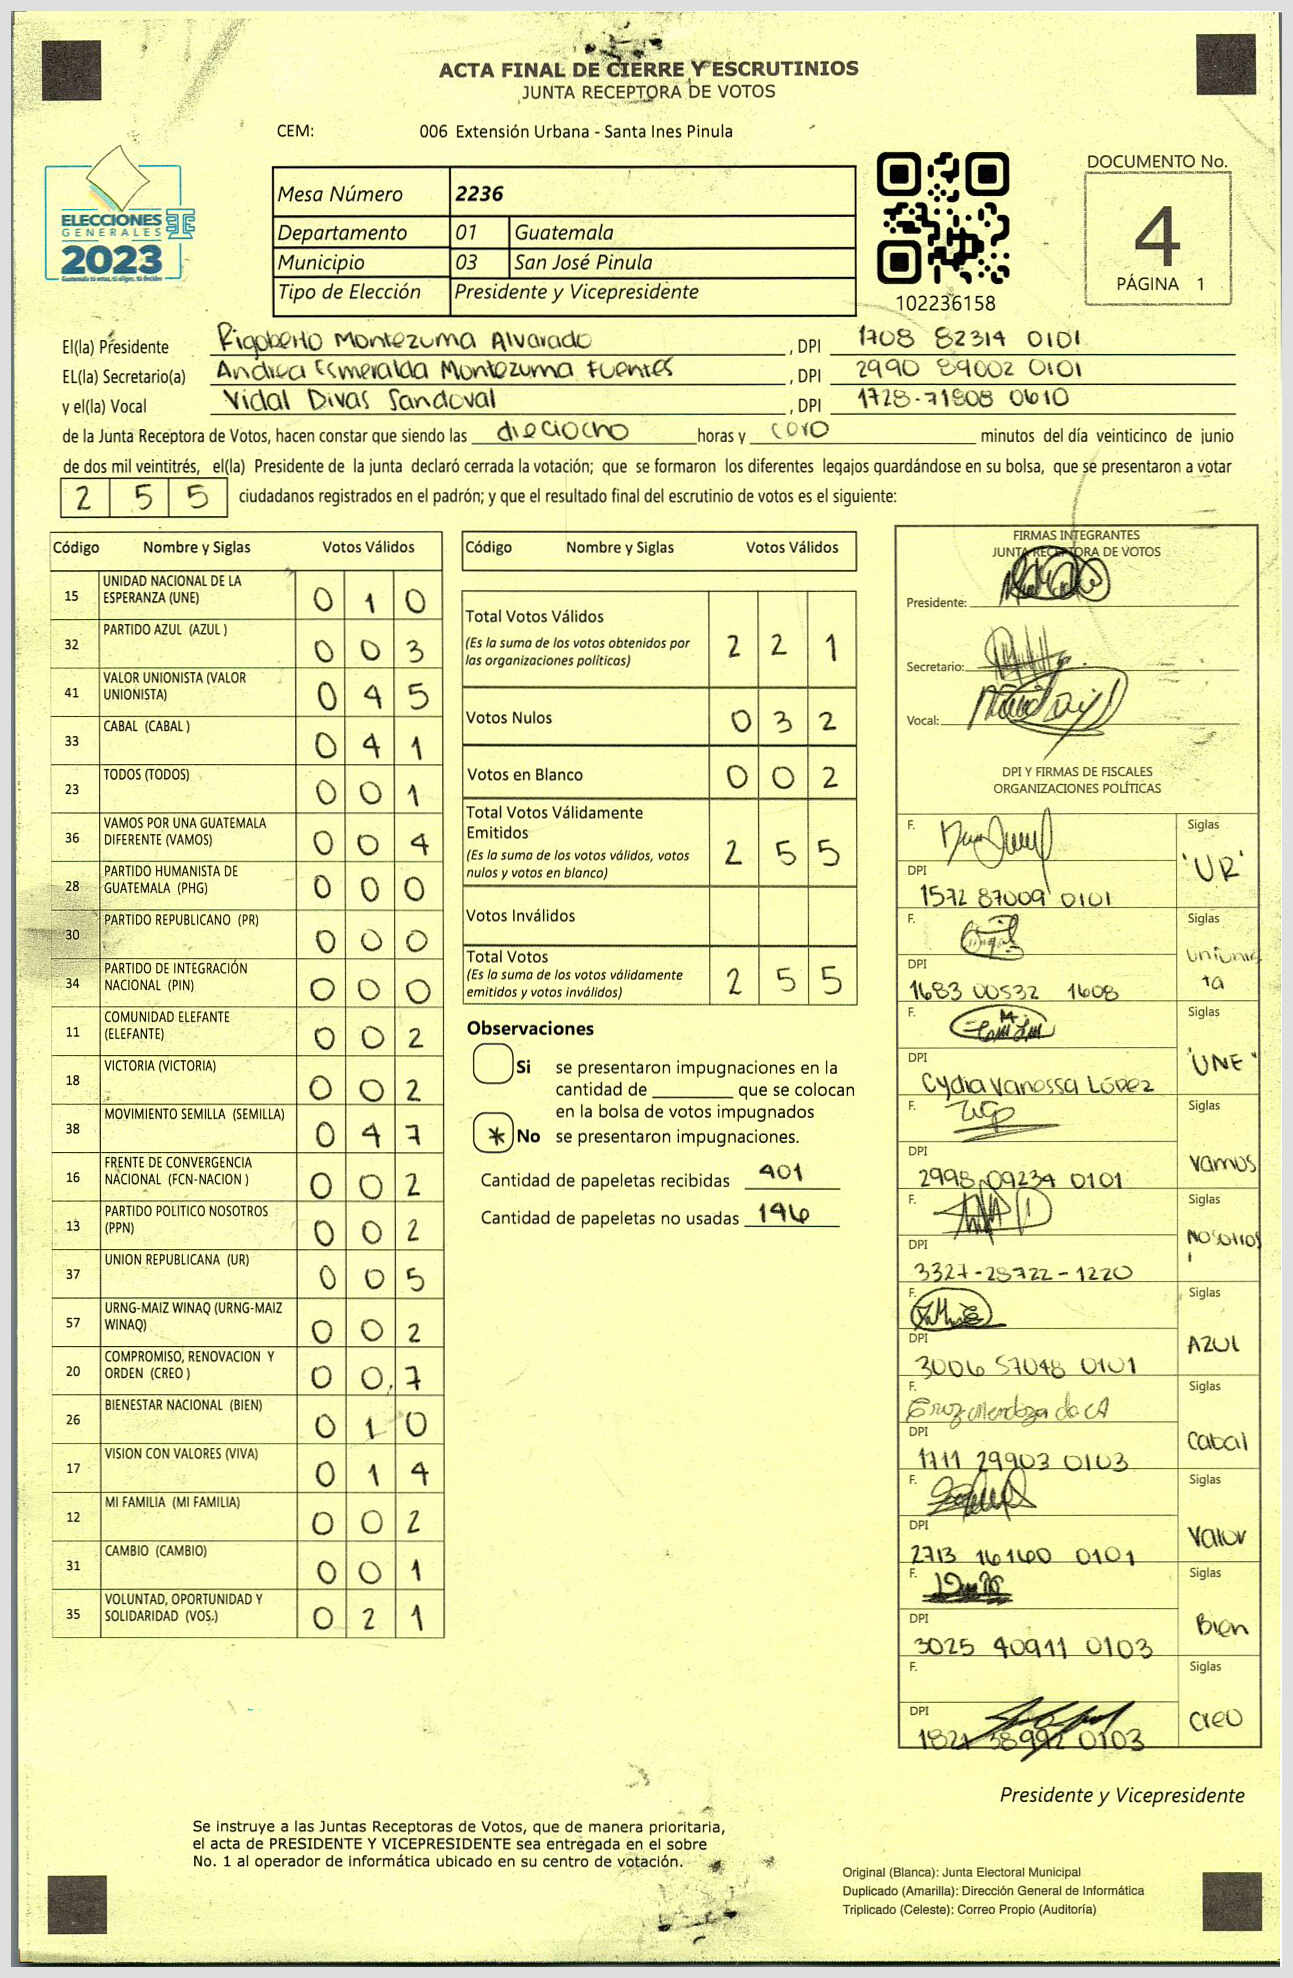 ACTA FINAL DE CIERRE Y ESCRUTINIOS
JUNTA RECEPTORA DE VOTOS
CEM: 006 Extensión Urbana - Santa Ines Pinula
ELECCIONES
GENERALES
2023
Mesa Número 2236
Departamento 01 Guatemala
Municipio 03 San José Pinula
Tipo de Elección Presidente y Vicepresidente
102236158
DOCUMENTO No.
4
PÁGINA 1
El(la) Presidente Rigoberto Montezuma Alvarado, DPI 1708 82314 0101
EL(la) Secretario(a) Andrea Esmeralda Montezuma Fuentes, DPI 2990 89002 0101
y el(la) Vocal Vidal Divas Sandoval, DPI 1728-71808 0610
de la Junta Receptora de Votos, hacen constar que siendo las dieciocho horas y cero minutos del día veinticinco de junio
de dos mil veintitrés, el(la) Presidente de la junta declaró cerrada la votación; que se formaron los diferentes legajos guardándose en su bolsa, que se presentaron a votar
2 5 5 ciudadanos registrados en el padrón; y que el resultado final del escrutinio de votos es el siguiente:
Código Nombre y Siglas Votos Válidos
15 UNIDAD NACIONAL DE LA ESPERANZA (UNE) 0 1 0
32 PARTIDO AZUL (AZUL ) 0 0 3
41 VALOR UNIONISTA (VALOR UNIONISTA) 0 4 5
33 CABAL (CABAL ) 0 4 1
23 TODOS (TODOS) 0 0 1
36 VAMOS POR UNA GUATEMALA DIFERENTE (VAMOS) 0 0 4
28 PARTIDO HUMANISTA DE GUATEMALA (PHG) 0 0 0
30 PARTIDO REPUBLICANO (PR) 0 0 0
34 PARTIDO DE INTEGRACIÓN NACIONAL (PIN) 0 0 0
11 COMUNIDAD ELEFANTE (ELEFANTE) 0 0 2
18 VICTORIA (VICTORIA) 0 0 2
38 MOVIMIENTO SEMILLA (SEMILLA) 0 4 7
16 FRENTE DE CONVERGENCIA NACIONAL (FCN-NACION ) 0 0 2
13 PARTIDO POLITICO NOSOTROS (PPN) 0 0 2
37 UNION REPUBLICANA (UR) 0 0 5
57 URNG-MAIZ WINAQ (URNG-MAIZ WINAQ) 0 0 2
20 COMPROMISO, RENOVACION Y ORDEN (CREO ) 0 0 7
26 BIENESTAR NACIONAL (BIEN) 0 1 0
17 VISION CON VALORES (VIVA) 0 1 4
12 MI FAMILIA (MI FAMILIA) 0 0 2
31 CAMBIO (CAMBIO) 0 0 1
35 VOLUNTAD, OPORTUNIDAD Y SOLIDARIDAD (VOS.) 0 2 1
Código Nombre y Siglas Votos Válidos
Total Votos Válidos 2 2 1
(Es la suma de los votos obtenidos por
las organizaciones políticas)
Votos Nulos 0 3 2
Votos en Blanco 0 0 2
Total Votos Válidamente
Emitidos 2 5 5
(Es la suma de los votos válidos, votos
nulos y votos en blanco)
Votos Inválidos
Total Votos 2 5 5
(Es la suma de los votos válidamente
emitidos y votos inválidos)
Observaciones
Si se presentaron impugnaciones en la
cantidad de ________ que se colocan
en la bolsa de votos impugnados
* No se presentaron impugnaciones.
Cantidad de papeletas recibidas 401
Cantidad de papeletas no usadas 146
FIRMAS INTEGRANTES
JUNTA RECEPTORA DE VOTOS
Presidente:
Secretario:
Vocal:
DPI Y FIRMAS DE FISCALES
ORGANIZACIONES POLÍTICAS
F. Siglas
'UR'
DPI 1572 87009 0101
F. Siglas
unionista
DPI 1683 00532 1608
F. Siglas
'UNE"
DPI Cydia Vanessa López
F. Siglas
vamos
DPI 2998 09234 0101
F. Siglas
Nosotros
DPI 3327-28722-1220
F. Siglas
AZUL
DPI 3006 57048 0101
F. Siglas
Cabal
DPI 1711 29903 0103
F. Siglas
Valor
DPI 2713 16160 0101
F. Siglas
Bien
DPI 3025 40911 0103
F. Siglas
creo
DPI 1821 38992 0103
Presidente y Vicepresidente
Se instruye a las Juntas Receptoras de Votos, que de manera prioritaria,
el acta de PRESIDENTE Y VICEPRESIDENTE sea entregada en el sobre
No. 1 al operador de informática ubicado en su centro de votación.
Original (Blanca): Junta Electoral Municipal
Duplicado (Amarilla): Dirección General de Informática
Triplicado (Celeste): Correo Propio (Auditoría)